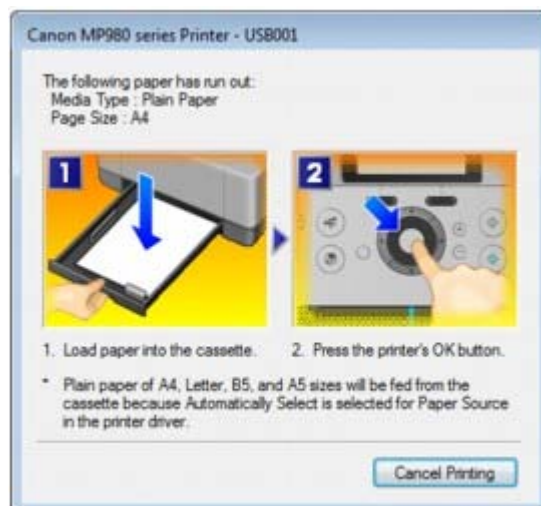 Canon MP980 series Printer - USB001
The following paper has run out:
Media Type : Plain Paper
Page Size : A4
1
2
1. Load paper into the cassette.
2. Press the printer's OK button.
* Plain paper of A4, Letter, B5, and A5 sizes will be fed from the
cassette because Automatically Select is selected for Paper Source
in the printer driver.
Cancel Printing